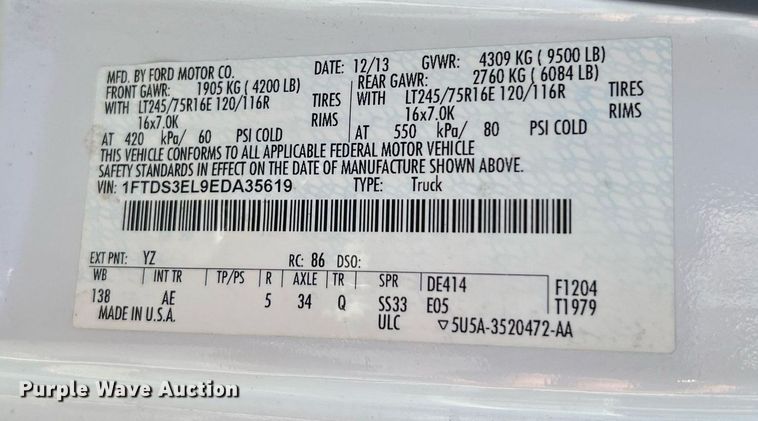 MFD. BY FORD MOTOR CO. DATE: 12/13 GVWR: 4309 KG ( 9500 LB)
FRONT GAWR: 1905 KG ( 4200 LB) REAR GAWR: 2760 KG ( 6084 LB)
WITH LT245/75R16E 120/116R TIRES WITH LT245/75R16E 120/116R TIRES
16x7.0K RIMS 16x7.0K RIMS
AT 420 kPa/ 60 PSI COLD AT 550 kPa/ 80 PSI COLD
THIS VEHICLE CONFORMS TO ALL APPLICABLE FEDERAL MOTOR VEHICLE
SAFETY STANDARDS IN EFFECT ON THE DATE OF MANUFACTURE SHOWN ABOVE.
VIN: 1FTDS3EL9EDA35619 TYPE: Truck
EXT PNT: YZ RC: 86 DSO:
WB INT TR TP/PS R AXLE TR SPR DE414 F1204
138 AE 5 34 Q SS33 E05 T1979
MADE IN U.S.A. ULC ▽5U5A-3520472-AA
Purple Wave Auction